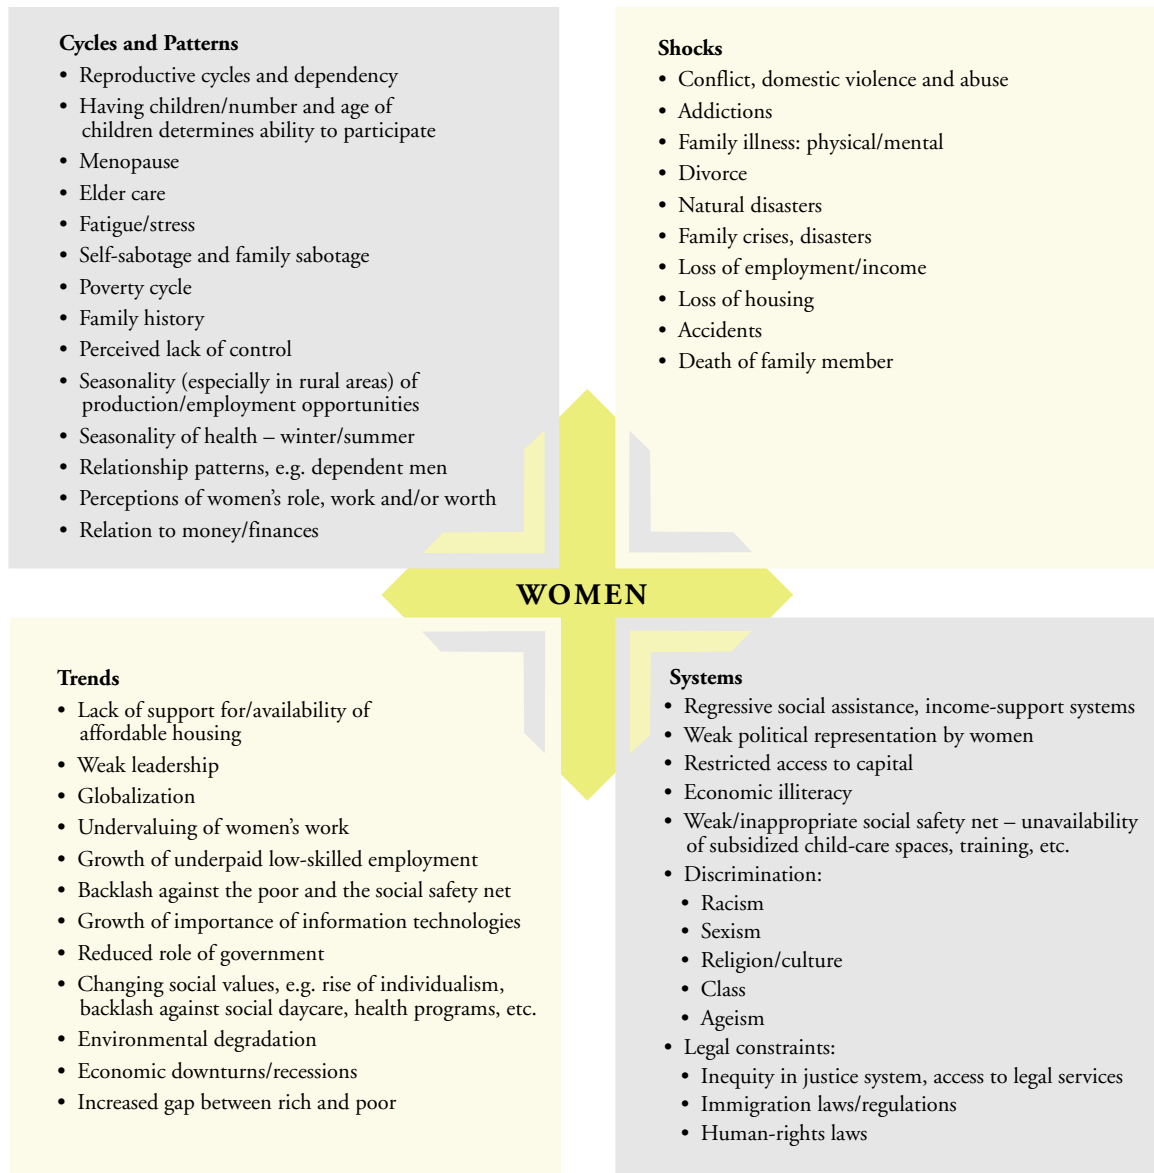 Cycles and Patterns
• Reproductive cycles and dependency
• Having children/number and age of
children determines ability to participate
• Menopause
• Elder care
• Fatigue/stress
• Self-sabotage and family sabotage
• Poverty cycle
• Family history
• Perceived lack of control
• Seasonality (especially in rural areas) of
production/employment opportunities
• Seasonality of health – winter/summer
• Relationship patterns, e.g. dependent men
• Perceptions of women’s role, work and/or worth
• Relation to money/finances
Shocks
• Conflict, domestic violence and abuse
• Addictions
• Family illness: physical/mental
• Divorce
• Natural disasters
• Family crises, disasters
• Loss of employment/income
• Loss of housing
• Accidents
• Death of family member
WOMEN
Trends
• Lack of support for/availability of
affordable housing
• Weak leadership
• Globalization
• Undervaluing of women’s work
• Growth of underpaid low-skilled employment
• Backlash against the poor and the social safety net
• Growth of importance of information technologies
• Reduced role of government
• Changing social values, e.g. rise of individualism,
backlash against social daycare, health programs, etc.
• Environmental degradation
• Economic downturns/recessions
• Increased gap between rich and poor
Systems
• Regressive social assistance, income-support systems
• Weak political representation by women
• Restricted access to capital
• Economic illiteracy
• Weak/inappropriate social safety net – unavailability
of subsidized child-care spaces, training, etc.
• Discrimination:
• Racism
• Sexism
• Religion/culture
• Class
• Ageism
• Legal constraints:
• Inequity in justice system, access to legal services
• Immigration laws/regulations
• Human-rights laws